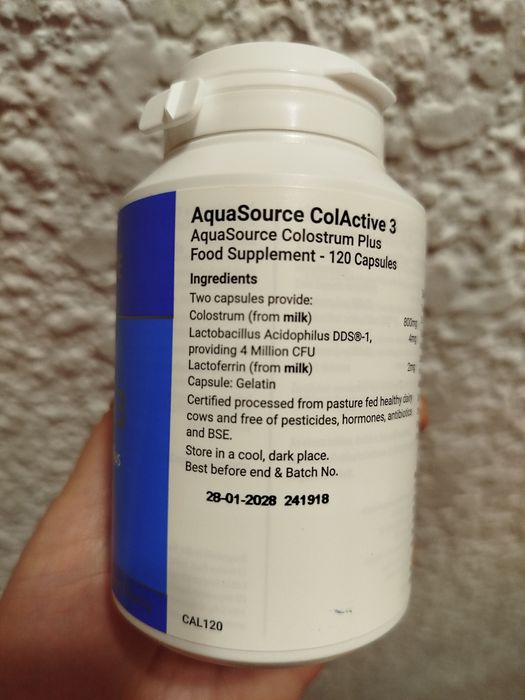 AquaSource ColActive 3
AquaSource Colostrum Plus
Food Supplement - 120 Capsules
Ingredients
Two capsules provide:
Colostrum (from milk) 800mg
Lactobacillus Acidophilus DDS®-1, 4mg
providing 4 Million CFU
Lactoferrin (from milk) 2mg
Capsule: Gelatin
Certified processed from pasture fed healthy dairy
cows and free of pesticides, hormones, antibiotics
and BSE.
Store in a cool, dark place.
Best before end & Batch No.
28-01-2028 241918
CAL120